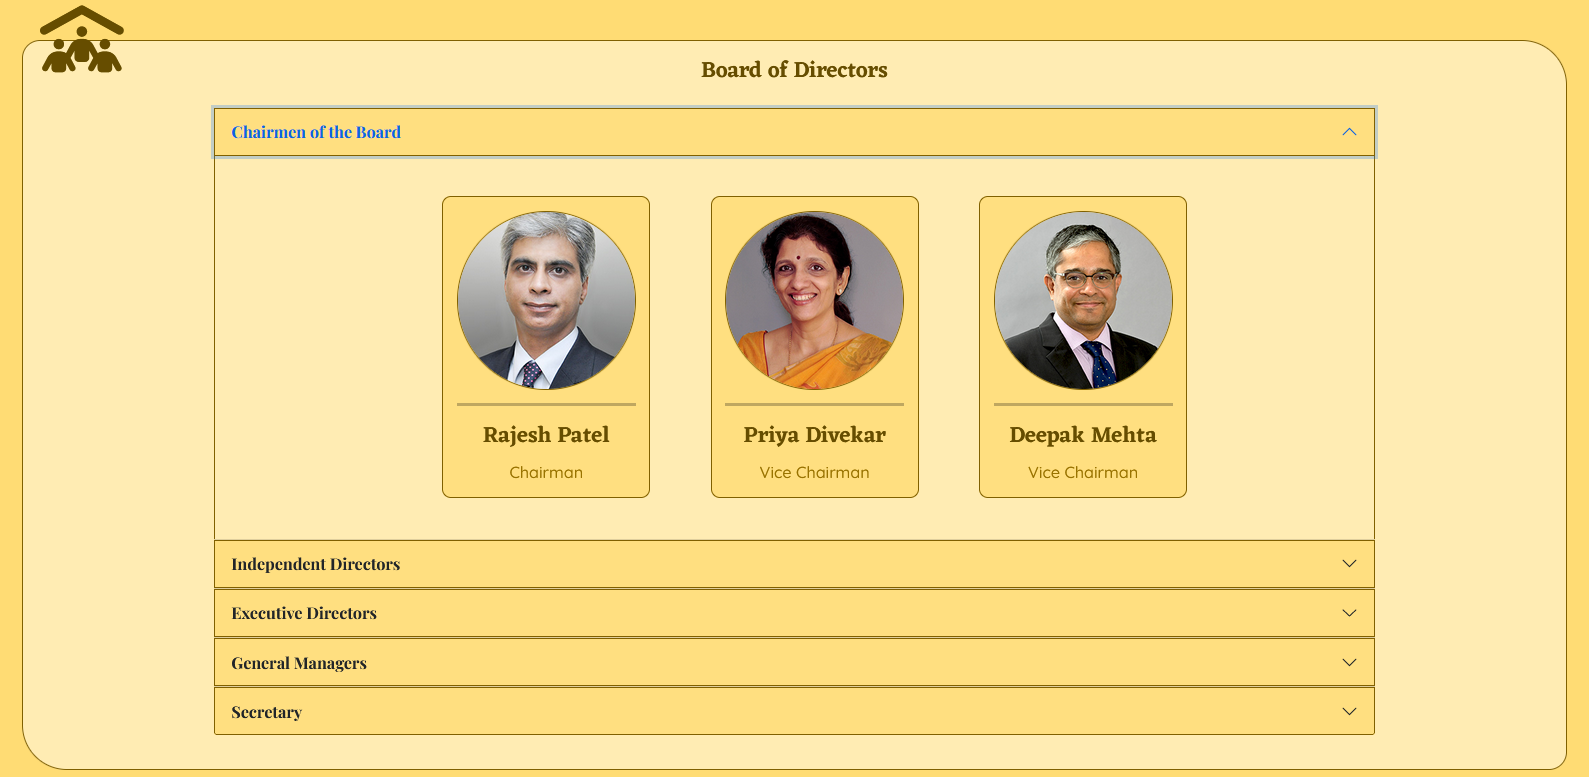 Board of Directors
Chairmen of the Board
Rajesh Patel
Chairman
Priya Divekar
Vice Chairman
Deepak Mehta
Vice Chairman
Independent Directors
Executive Directors
General Managers
Secretary